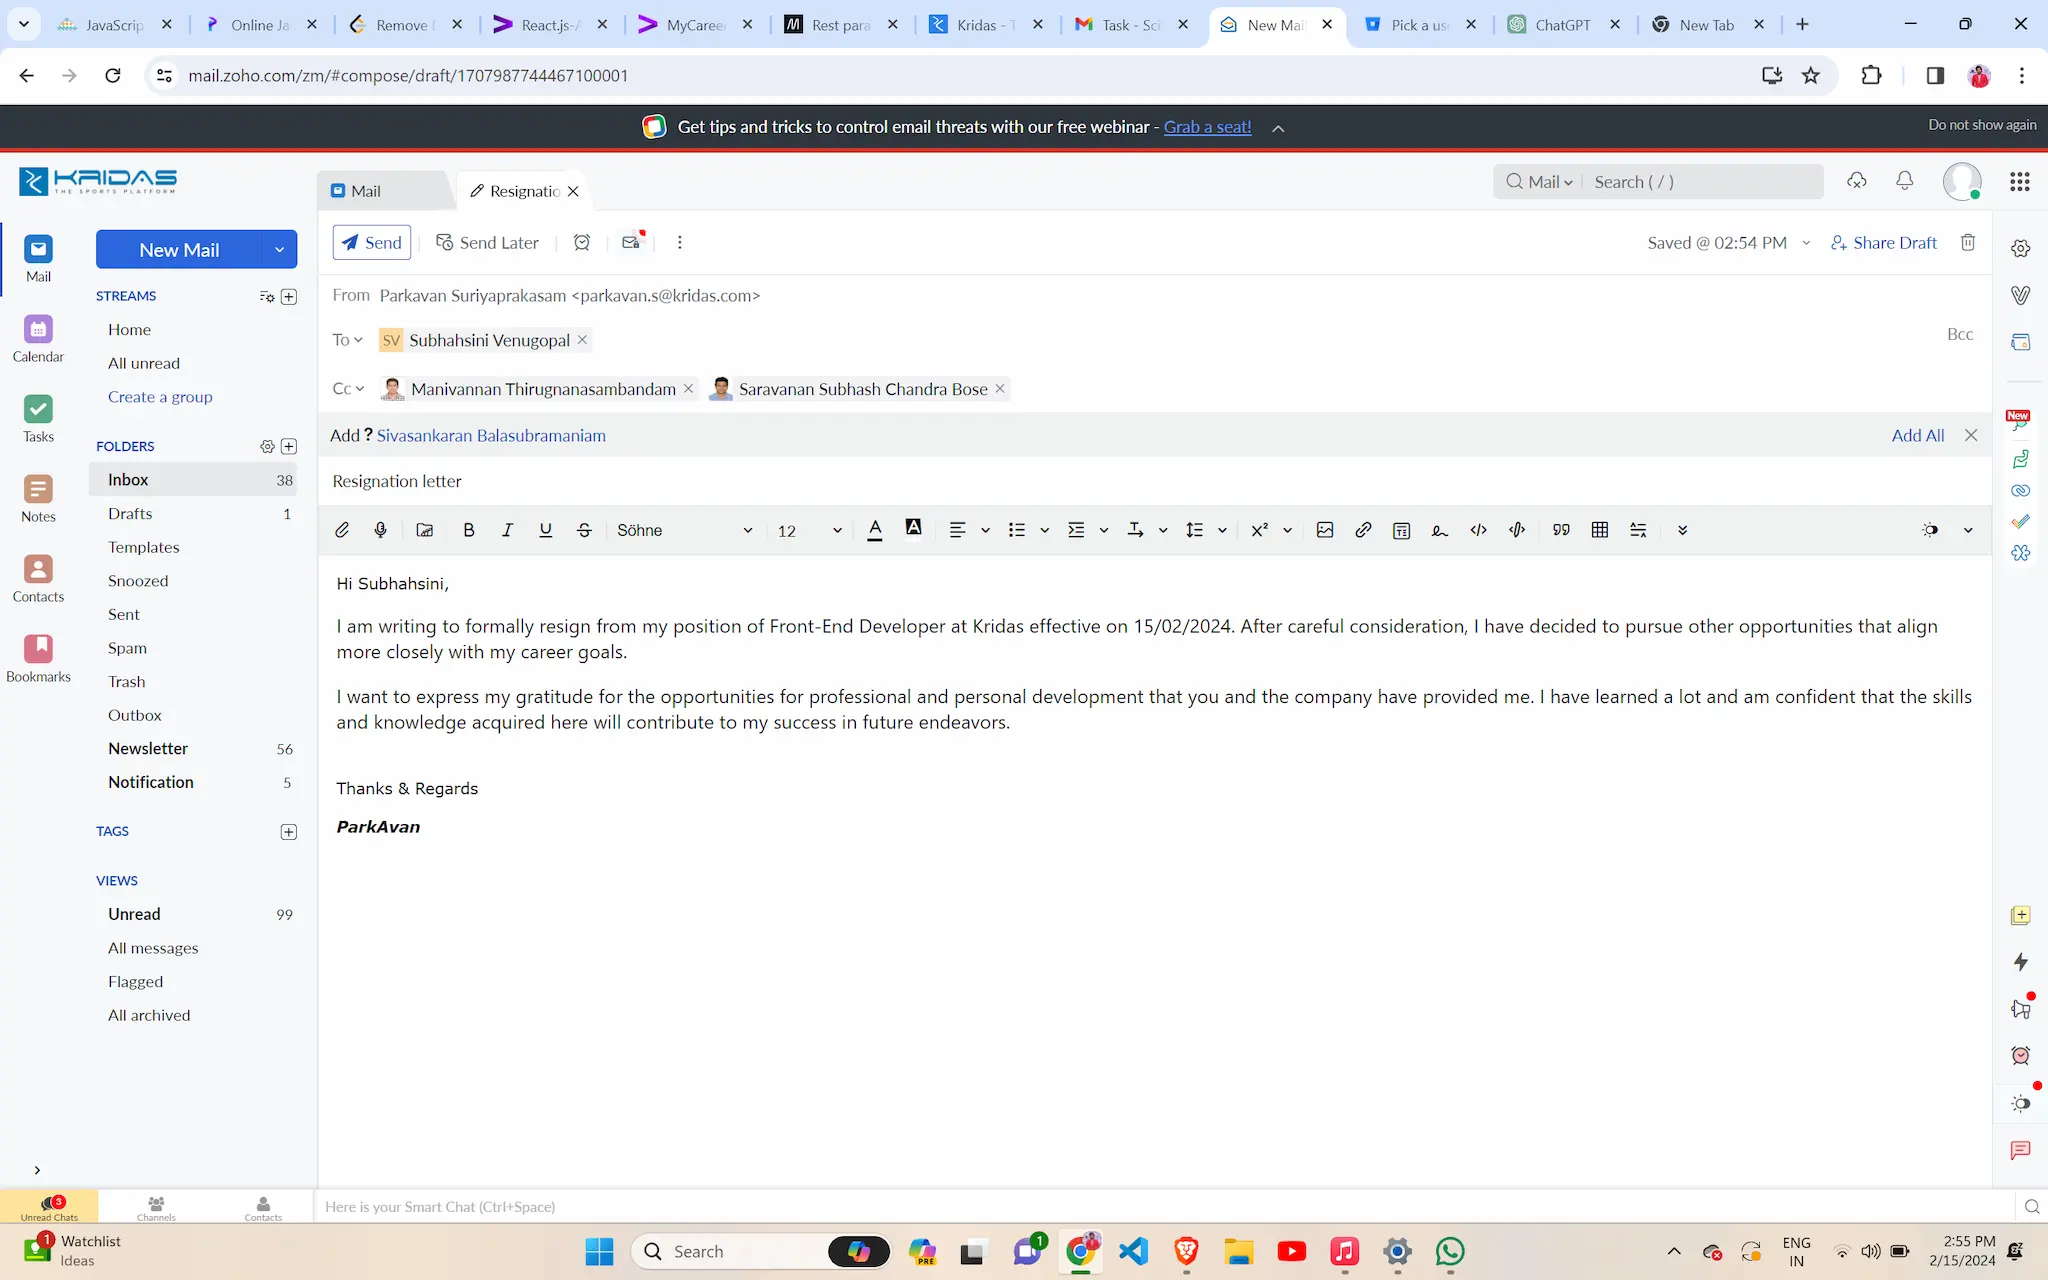 JavaScrip
Online Ja
Remove
React.js-A
MyCaree
Rest para
Kridas - T
Task - Sci
New Mail
Pick a use
ChatGPT
New Tab
mail.zoho.com/zm/#compose/draft/1707987744467100001
Get tips and tricks to control email threats with our free webinar - Grab a seat!
Do not show again
KRIDAS
THE SPORTS PLATFORM
Mail
Resignatio
Mail
Search ( / )
Mail
Calendar
Tasks
Notes
Contacts
Bookmarks
New Mail
STREAMS
Home
All unread
Create a group
FOLDERS
Inbox 38
Drafts 1
Templates
Snoozed
Sent
Spam
Trash
Outbox
Newsletter 56
Notification 5
TAGS
VIEWS
Unread 99
All messages
Flagged
All archived
Send
Send Later
Saved @ 02:54 PM
Share Draft
From Parkavan Suriyaprakasam <parkavan.s@kridas.com>
To SV Subhahsini Venugopal
Bcc
Cc Manivannan Thirugnanasambandam Saravanan Subhash Chandra Bose
Add ? Sivasankaran Balasubramaniam
Add All
Resignation letter
B I U S Söhne 12 A A
Hi Subhahsini,
I am writing to formally resign from my position of Front-End Developer at Kridas effective on 15/02/2024. After careful consideration, I have decided to pursue other opportunities that align
more closely with my career goals.
I want to express my gratitude for the opportunities for professional and personal development that you and the company have provided me. I have learned a lot and am confident that the skills
and knowledge acquired here will contribute to my success in future endeavors.
Thanks & Regards
ParkAvan
New
3
Unread Chats
Channels
Contacts
Here is your Smart Chat (Ctrl+Space)
1
Watchlist
Ideas
Search
PRE
1
ENG
IN
2:55 PM
2/15/2024